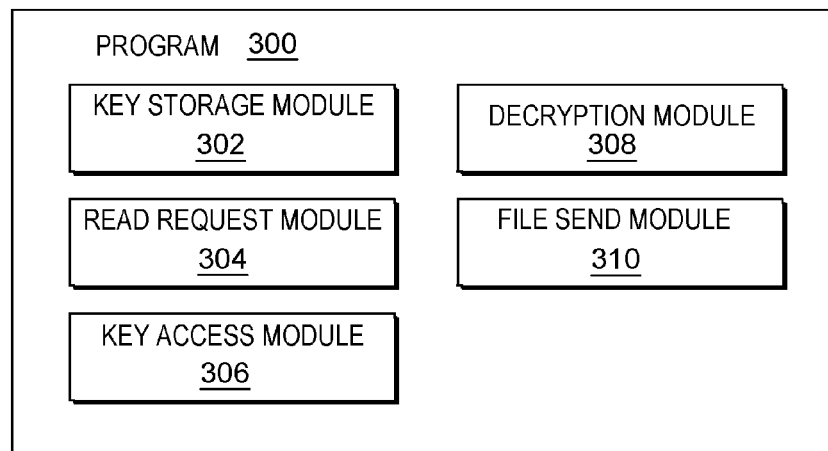 PROGRAM 300
KEY STORAGE MODULE
302
READ REQUEST MODULE
304
KEY ACCESS MODULE
306
DECRYPTION MODULE
308
FILE SEND MODULE
310